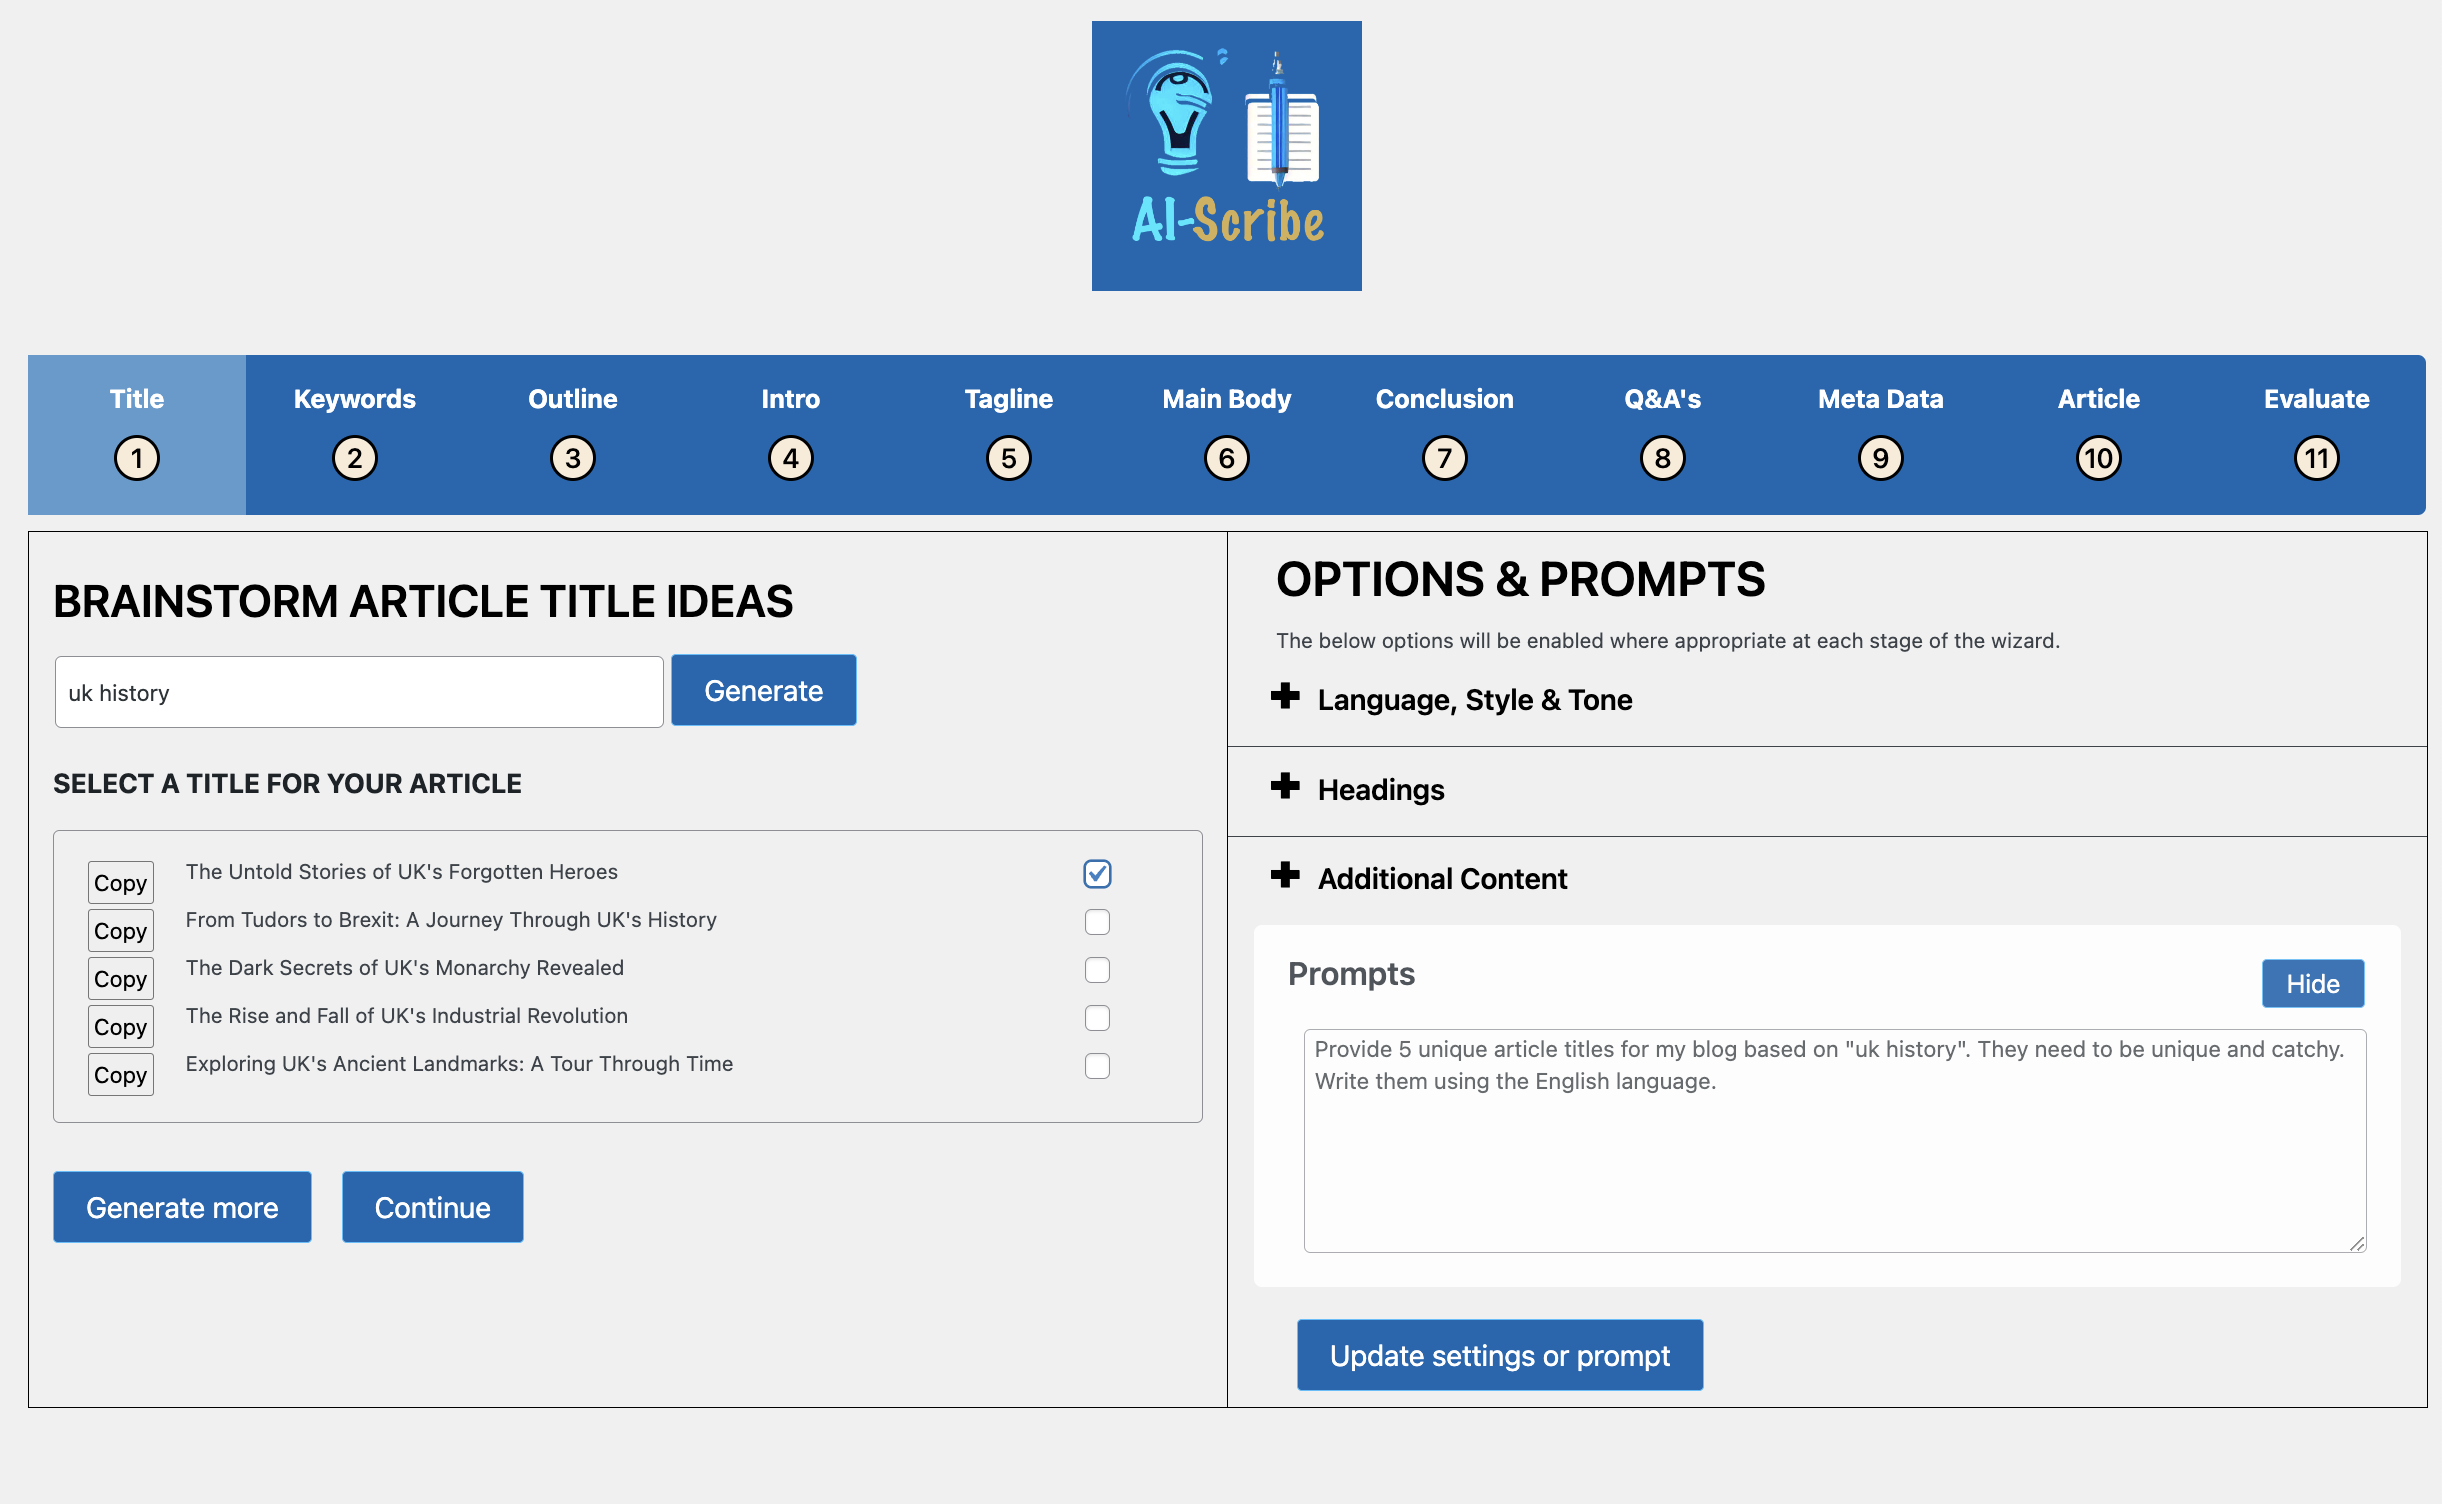 AI-Scribe
Title
1
Keywords
2
Outline
3
Intro
4
Tagline
5
Main Body
6
Conclusion
7
Q&A's
8
Meta Data
9
Article
10
Evaluate
11
BRAINSTORM ARTICLE TITLE IDEAS
uk history
Generate
SELECT A TITLE FOR YOUR ARTICLE
Copy The Untold Stories of UK's Forgotten Heroes
Copy From Tudors to Brexit: A Journey Through UK's History
Copy The Dark Secrets of UK's Monarchy Revealed
Copy The Rise and Fall of UK's Industrial Revolution
Copy Exploring UK's Ancient Landmarks: A Tour Through Time
Generate more
Continue
OPTIONS & PROMPTS
The below options will be enabled where appropriate at each stage of the wizard.
Language, Style & Tone
Headings
Additional Content
Prompts
Hide
Provide 5 unique article titles for my blog based on "uk history". They need to be unique and catchy.
Write them using the English language.
Update settings or prompt